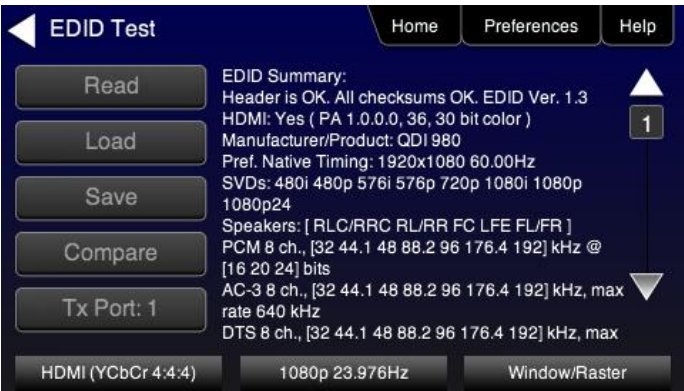 EDID Test
Home
Preferences
Help
Read
Load
Save
Compare
Tx Port: 1
EDID Summary:
Header is OK. All checksums OK. EDID Ver. 1.3
HDMI: Yes ( PA 1.0.0.0, 36, 30
bit color )
Manufacturer/Product: QDI 980
Pref. Native Timing: 1920x1080 60.00Hz
SVDs: 480i 480p 576i 576p 720p 1080i 1080p
1080p24
Speakers: [ RLC/RRC RL/RR FC LFE FL/FR ]
PCM 8 ch., [32 44.1 48 88.2 96 176.4 192] kHz @
[16 20 24] bits
AC-3 8 ch., [32 44.1 48 88.2 96 176.4 192] kHz, max
rate 640 kHz
DTS 8 ch., [32 44.1 48 88.2 96 176.4 192] kHz, max
1
HDMI (YCbCr 4:4:4)
1080p 23.976Hz
Window/Raster